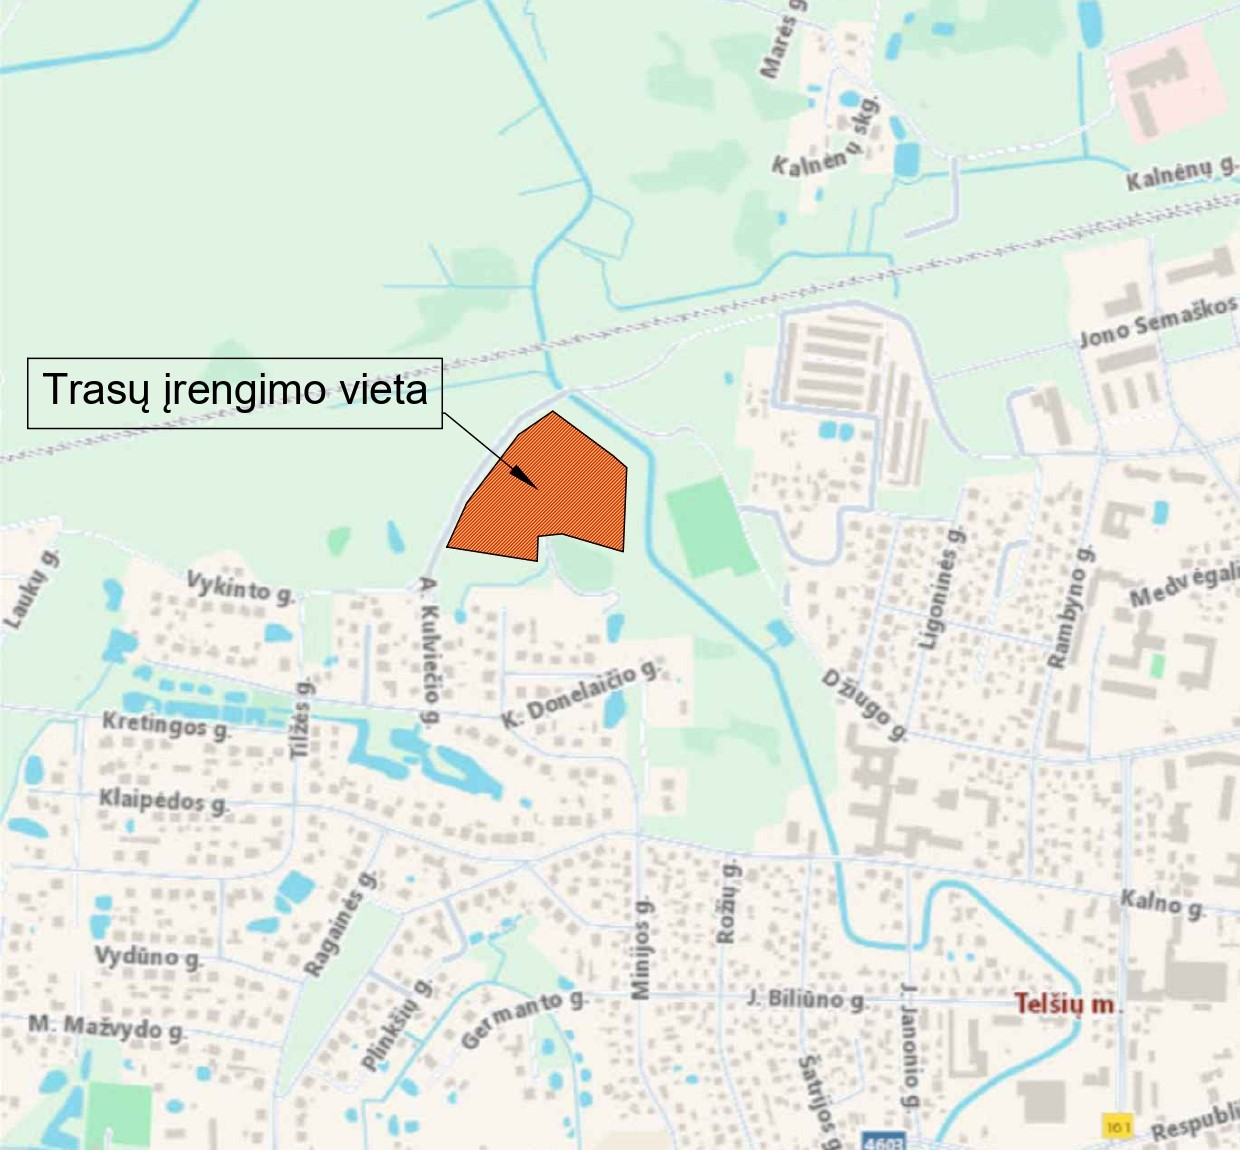 Marės g.
Kalnėnų skg.
Kalnėnų g.
Jono Semaškos
Trasų įrengimo vieta
Laukų g.
Vykinto g.
A. Kulviečio g.
Ligoninės g.
Rambyno g.
Medvėgali
K. Donelaičio g.
Džiugo g.
Tilžės g.
Kretingos g.
Klaipėdos g.
Ragainės g.
Rožių g.
Minijos g.
Kalno g.
Vydūno g.
Plinkšių g.
Germanto g.
J. Biliūno g.
J. Janonio g.
Telšių m.
M. Mažvydo g.
Šatrijos g.
161
Respubli
4603